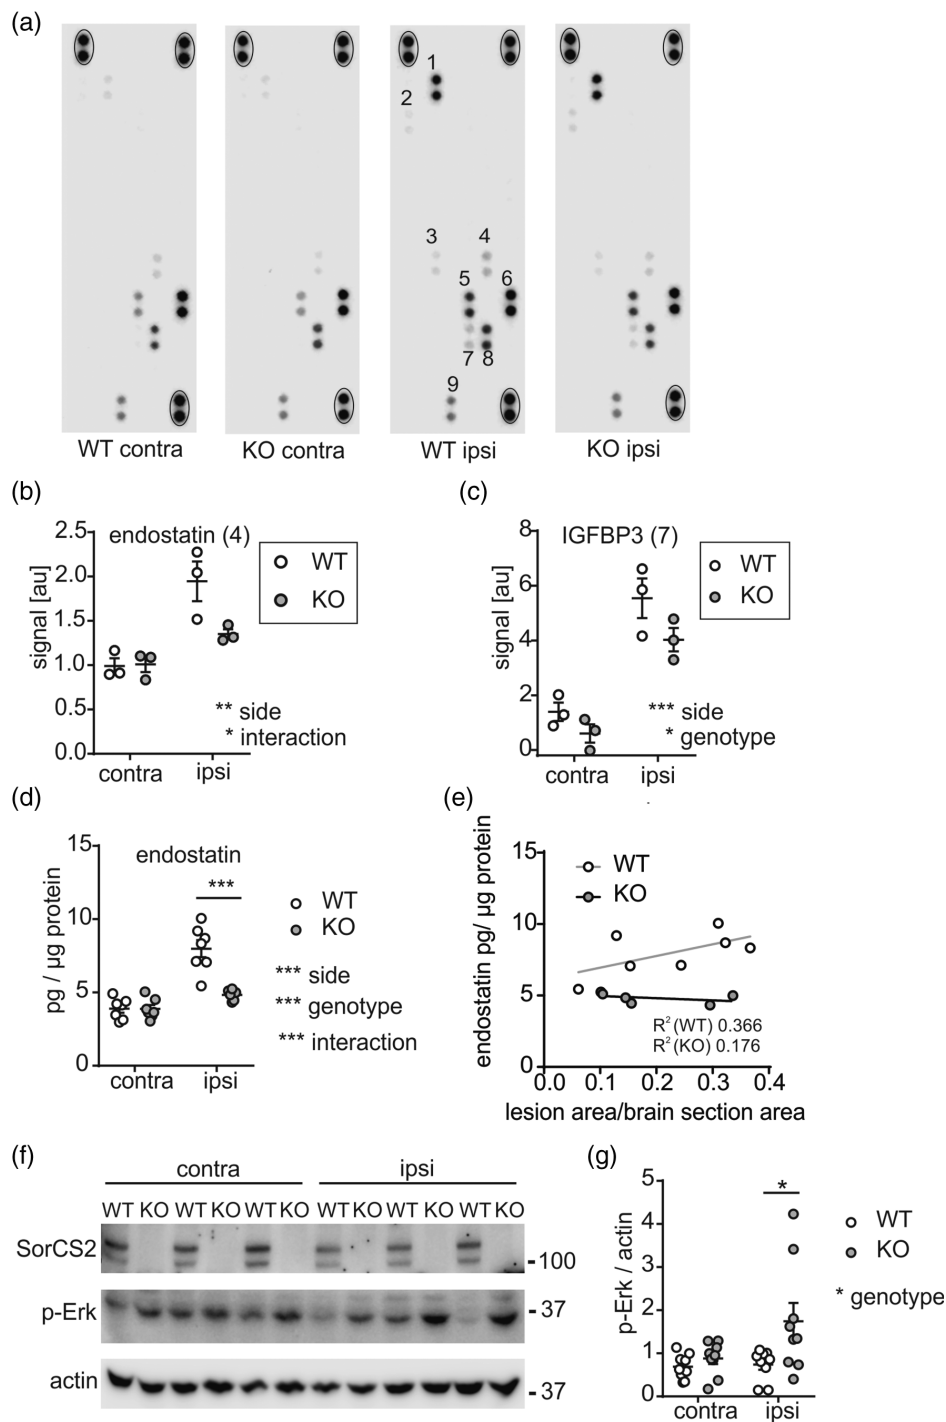 (a)
1
2
3 4
5 6
7 8
9
WT contra KO contra WT ipsi KO ipsi
(b)
endostatin (4)
signal [au]
2.5
2.0
1.5
1.0
0.5
0.0
WT
KO
** side
* interaction
contra ipsi
(c)
IGFBP3 (7)
signal [au]
8
6
4
2
0
WT
KO
*** side
* genotype
contra ipsi
(d)
endostatin
pg / µg protein
15
10
5
0
***
WT
KO
*** side
*** genotype
*** interaction
contra ipsi
(e)
endostatin pg/ µg protein
15
10
5
0
WT
KO
R² (WT) 0.366
R² (KO) 0.176
0.0 0.1 0.2 0.3 0.4
lesion area/brain section area
(f)
contra ipsi
WT KO WT KO WT KO WT KO WT KO WT KO
SorCS2 -100
p-Erk -37
actin -37
(g)
p-Erk / actin
5
4
3
2
1
0
*
WT
KO
* genotype
contra ipsi